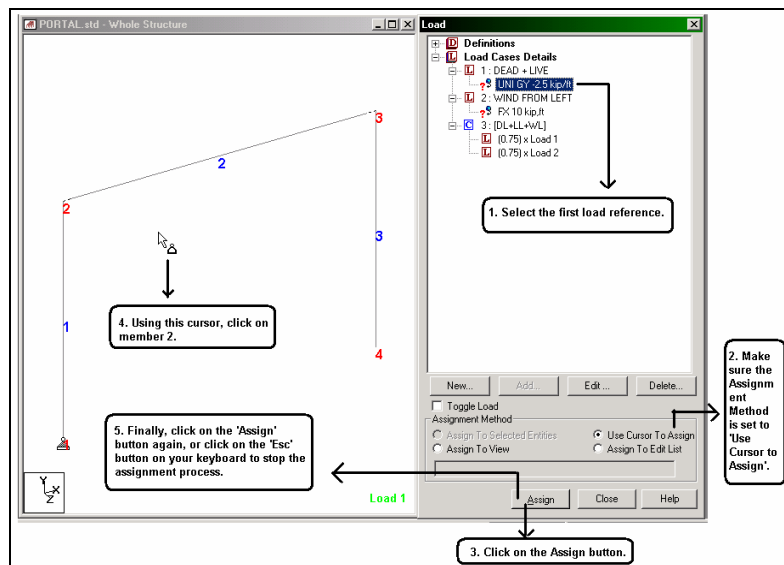 PORTAL.std - Whole Structure
3
2
2
3
1
4. Using this cursor, click on
member 2.
4
5. Finally, click on the 'Assign'
button again, or click on the 'Esc'
button on your keyboard to stop the
assignment process.
Y
X
Z
Load 1
Load
D Definitions
L Load Cases Details
L 1 : DEAD + LIVE
? UNI GY -2.5 kip/ft
L 2 : WIND FROM LEFT
? FX 10 kip,ft
C 3 : [DL+LL+WL]
L (0.75) x Load 1
L (0.75) x Load 2
1. Select the first load reference.
New...
Add...
Edit ...
Delete...
Toggle Load
Assignment Method
Assign To Selected Entities
Use Cursor To Assign
Assign To View
Assign To Edit List
Assign
Close
Help
2. Make
sure the
Assignm
ent
Method
is set to
'Use
Cursor to
Assign'.
3. Click on the Assign button.